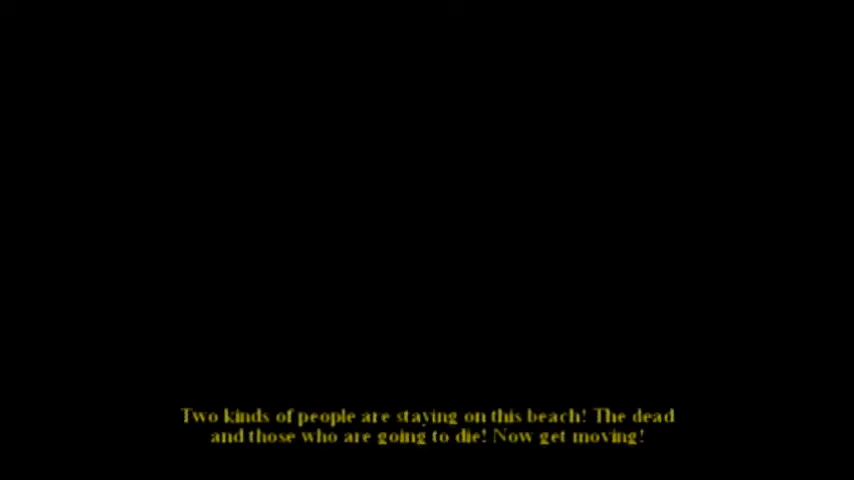 Two kinds of people are staying on this beach! The dead
and those who are going to die! Now get moving!